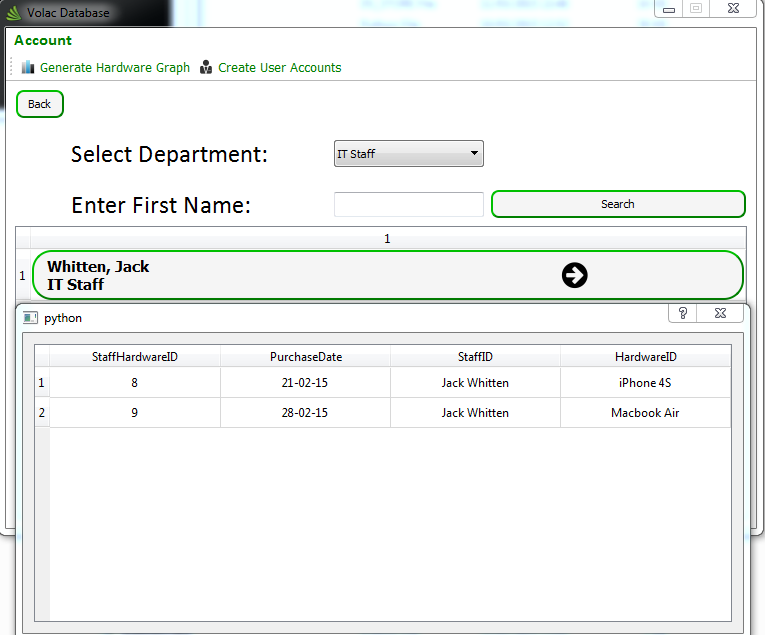 Volac Database
Account
Generate Hardware Graph Create User Accounts
Back
Select Department: IT Staff
Enter First Name: Search
1
1 Whitten, Jack
IT Staff
python
StaffHardwareID PurchaseDate StaffID HardwareID
1 8 21-02-15 Jack Whitten iPhone 4S
2 9 28-02-15 Jack Whitten Macbook Air